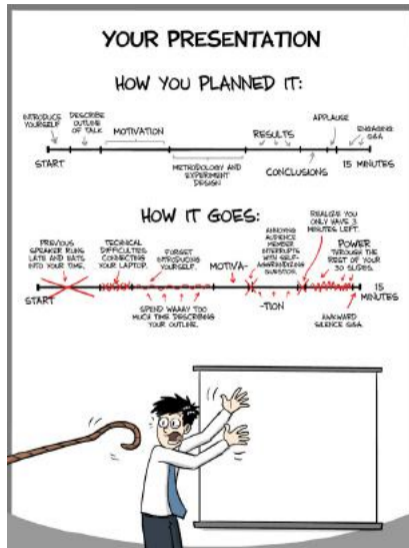 YOUR PRESENTATION
HOW YOU PLANNED IT:
INTRODUCE
YOURSELF
DESCRIBE
OUTLINE
OF TALK
MOTIVATION
METHODOLOGY AND
EXPERIMENT
DESIGN
RESULTS
CONCLUSIONS
APPLAUSE
ENGAGING
Q&A
START
15 MINUTES
HOW IT GOES:
PREVIOUS
SPEAKER RUNS
LATE AND EATS
INTO YOUR TIME.
TECHNICAL
DIFFICULTIES
CONNECTING
YOUR LAPTOP.
FORGET
INTRODUCING
YOURSELF.
SPEND WAAAY TOO
MUCH TIME DESCRIBING
YOUR OUTLINE.
MOTIVA-
ANNOYING
AUDIENCE
MEMBER
INTERRUPTS
WITH SELF-
AGGRANDIZING
QUESTION.
-TION
REALIZE YOU
ONLY HAVE 3
MINUTES LEFT.
POWER
THROUGH THE
REST OF YOUR
30 SLIDES.
AWKWARD
SILENCE Q&A.
START
15
MINUTES